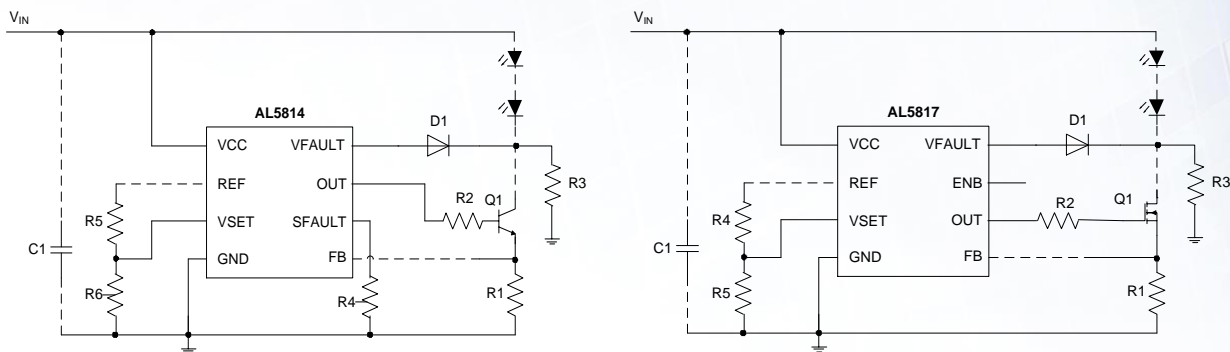 VIN
AL5814
VCC
VFAULT
REF
OUT
VSET
SFAULT
GND
FB
D1
R3
R2
Q1
R5
R6
C1
R4
R1
VIN
AL5817
VCC
VFAULT
REF
ENB
VSET
OUT
GND
FB
D1
R3
Q1
R2
R4
R5
C1
R1